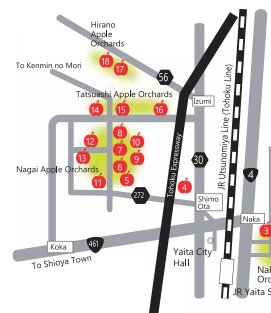 Hirano
Apple
Orchards
18
17
To Kenmin no Mori
56
Tatsuashi Apple Orchards
14
15
16
Izumi
12
8
7
10
13
9
Nagai Apple Orchards
6
11
5
272
4
30
Tohoku Expressway
JR Utsunomiya Line (Tohoku Line)
4
Shimo
Ota
Naka
3
Koka
461
To Shioya Town
Yaita City
Hall
Nak
Orc
JR Yaita S